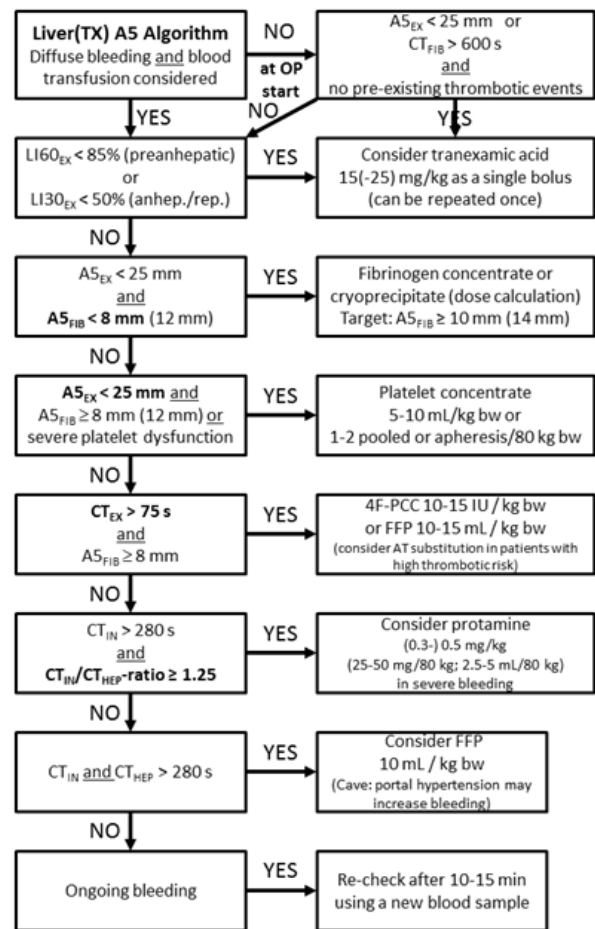 Liver(TX) A5 Algorithm
Diffuse bleeding and blood
transfusion considered
NO
at OP
start
A5EX < 25 mm or
CTFIB > 600 s
and
no pre-existing thrombotic events
YES
NO
YES
LI60EX < 85% (preanhepatic)
or
LI30EX < 50% (anhep./rep.)
YES
Consider tranexamic acid
15(-25) mg/kg as a single bolus
(can be repeated once)
NO
A5EX < 25 mm
and
A5FIB < 8 mm (12 mm)
YES
Fibrinogen concentrate or
cryoprecipitate (dose calculation)
Target: A5FIB ≥ 10 mm (14 mm)
NO
A5EX < 25 mm and
A5FIB ≥ 8 mm (12 mm) or
severe platelet dysfunction
YES
Platelet concentrate
5-10 mL/kg bw or
1-2 pooled or apheresis/80 kg bw
NO
CTEX > 75 s
and
A5FIB ≥ 8 mm
YES
4F-PCC 10-15 IU / kg bw
or FFP 10-15 mL / kg bw
(consider AT substitution in patients with
high thrombotic risk)
NO
CTIN > 280 s
and
CTIN/CTHEP-ratio ≥ 1.25
YES
Consider protamine
(0.3-) 0.5 mg/kg
(25-50 mg/80 kg; 2.5-5 mL/80 kg)
in severe bleeding
NO
CTIN and CTHEP > 280 s
YES
Consider FFP
10 mL / kg bw
(Cave: portal hypertension may
increase bleeding)
NO
Ongoing bleeding
YES
Re-check after 10-15 min
using a new blood sample